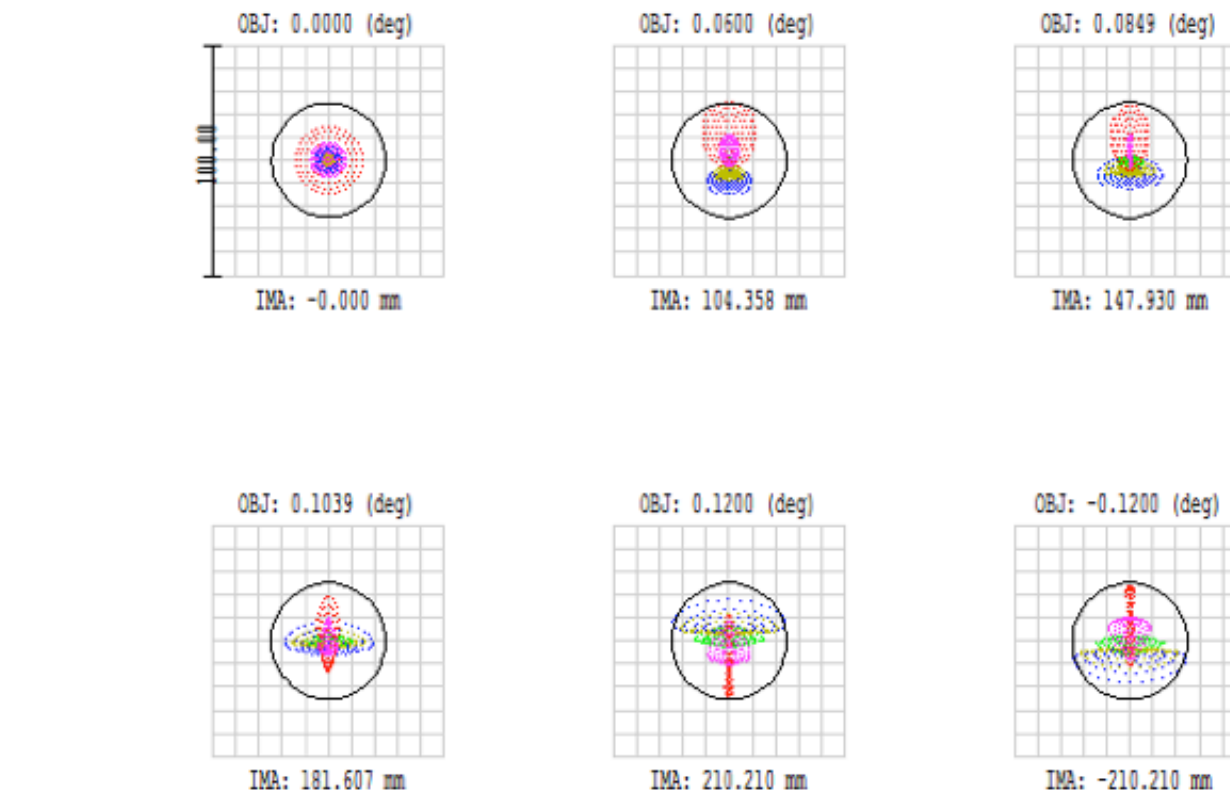 OBJ: 0.0000 (deg)
OBJ: 0.0600 (deg)
OBJ: 0.0849 (deg)
100.00
IMA: -0.000 mm
IMA: 104.358 mm
IMA: 147.930 mm
OBJ: 0.1039 (deg)
OBJ: 0.1200 (deg)
OBJ: -0.1200 (deg)
IMA: 181.607 mm
IMA: 210.210 mm
IMA: -210.210 mm